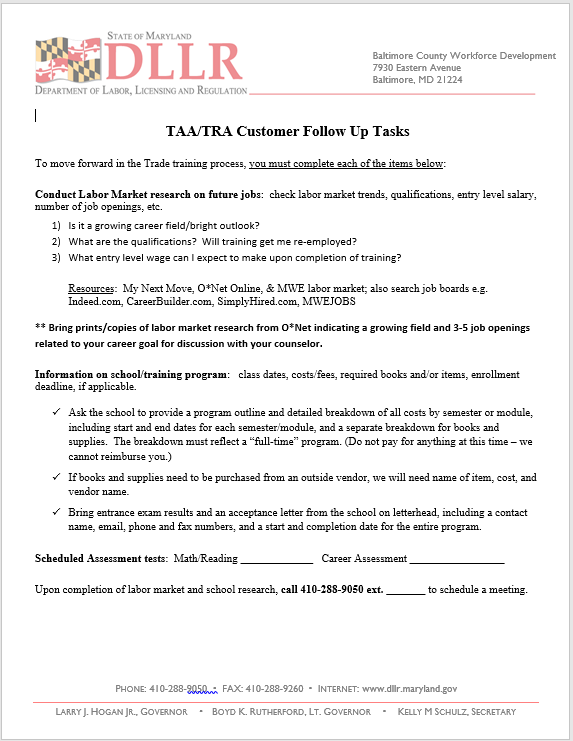 STATE OF MARYLAND
DLLR
DEPARTMENT OF LABOR, LICENSING AND REGULATION
Baltimore County Workforce Development
7930 Eastern Avenue
Baltimore, MD 21224
TAA/TRA Customer Follow Up Tasks
To move forward in the Trade training process, you must complete each of the items below:
Conduct Labor Market research on future jobs: check labor market trends, qualifications, entry level salary,
number of job openings, etc.
1) Is it a growing career field/bright outlook?
2) What are the qualifications? Will training get me re-employed?
3) What entry level wage can I expect to make upon completion of training?
Resources: My Next Move, O*Net Online, & MWE labor market; also search job boards e.g.
Indeed.com, CareerBuilder.com, SimplyHired.com, MWEJOBS
** Bring prints/copies of labor market research from O*Net indicating a growing field and 3-5 job openings
related to your career goal for discussion with your counselor.
Information on school/training program: class dates, costs/fees, required books and/or items, enrollment
deadline, if applicable.
✓ Ask the school to provide a program outline and detailed breakdown of all costs by semester or module,
including start and end dates for each semester/module, and a separate breakdown for books and
supplies. The breakdown must reflect a “full-time” program. (Do not pay for anything at this time – we
cannot reimburse you.)
✓ If books and supplies need to be purchased from an outside vendor, we will need name of item, cost, and
vendor name.
✓ Bring entrance exam results and an acceptance letter from the school on letterhead, including a contact
name, email, phone and fax numbers, and a start and completion date for the entire program.
Scheduled Assessment tests: Math/Reading ______________ Career Assessment __________________
Upon completion of labor market and school research, call 410-288-9050 ext. _______ to schedule a meeting.
PHONE: 410-288-9050 • FAX: 410-288-9260 • INTERNET: www.dllr.maryland.gov
LARRY J. HOGAN JR., GOVERNOR • BOYD K. RUTHERFORD, LT. GOVERNOR • KELLY M SCHULZ, SECRETARY